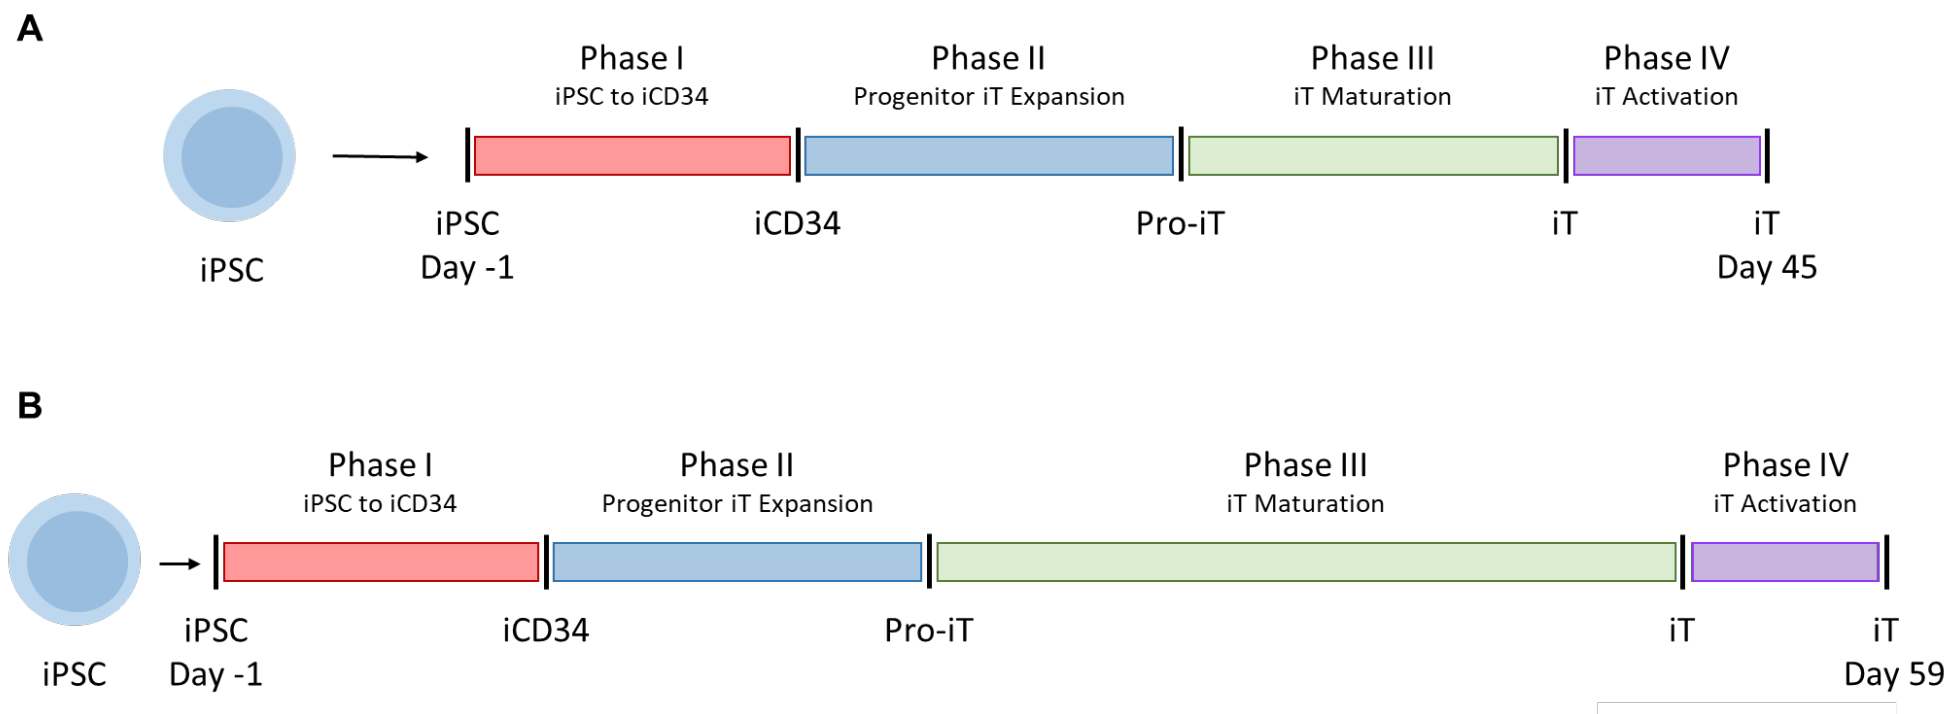 A
Phase I
iPSC to iCD34
Phase II
Progenitor iT Expansion
Phase III
iT Maturation
Phase IV
iT Activation
iPSC
iPSC
Day -1
iCD34
Pro-iT
iT
iT
Day 45
B
Phase I
iPSC to iCD34
Phase II
Progenitor iT Expansion
Phase III
iT Maturation
Phase IV
iT Activation
iPSC
iPSC
Day -1
iCD34
Pro-iT
iT
iT
Day 59